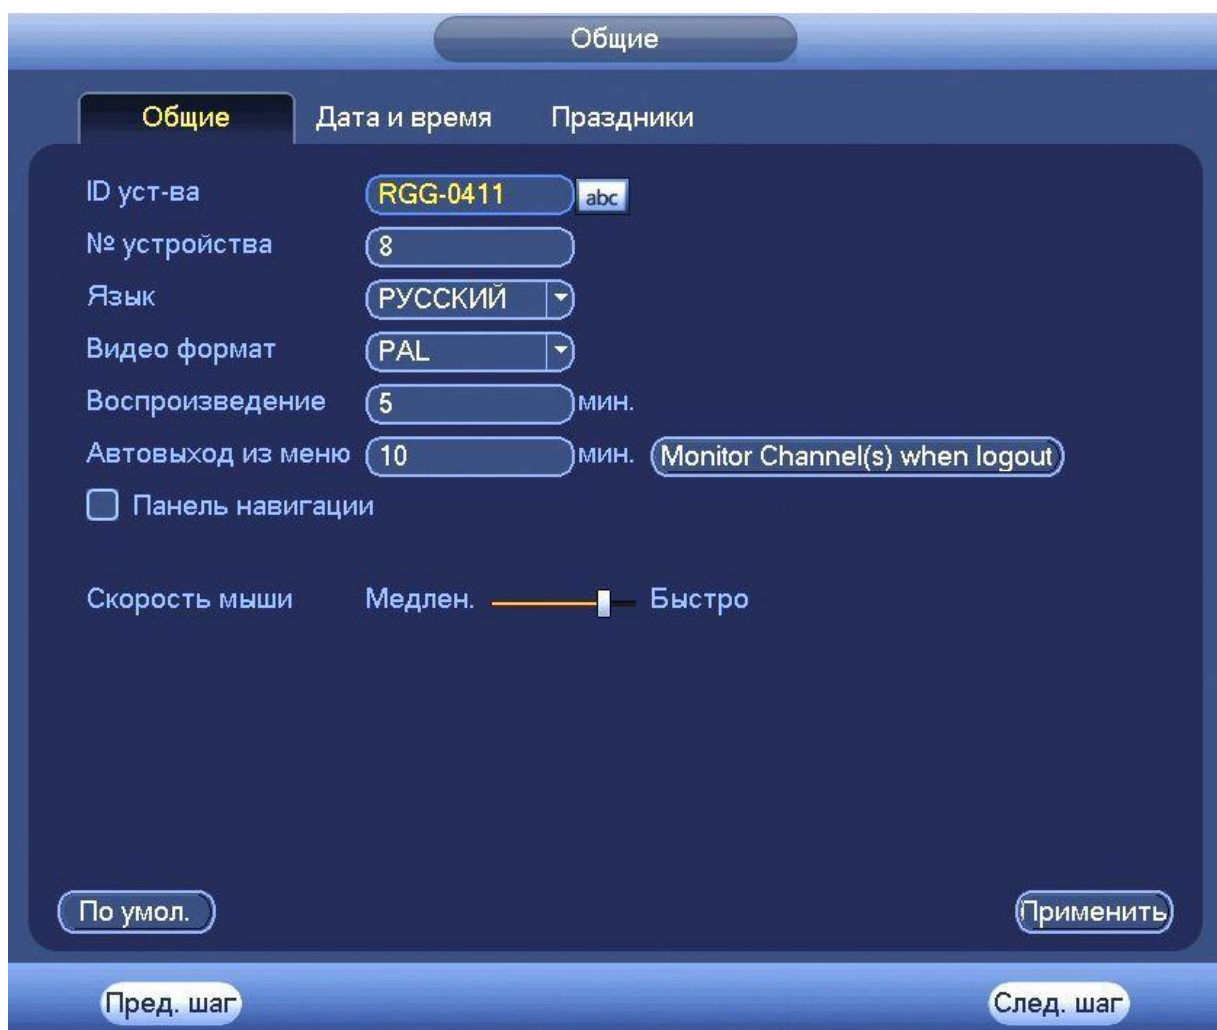 Общие
Общие Дата и время Праздники
ID уст-ва RGG-0411 abc
№ устройства 8
Язык РУССКИЙ
Видео формат PAL
Воспроизведение 5 мин.
Автовыход из меню 10 мин. Monitor Channel(s) when logout
Панель навигации
Скорость мыши Медлен. Быстро
По умол. Применить
Пред. шаг След. шаг